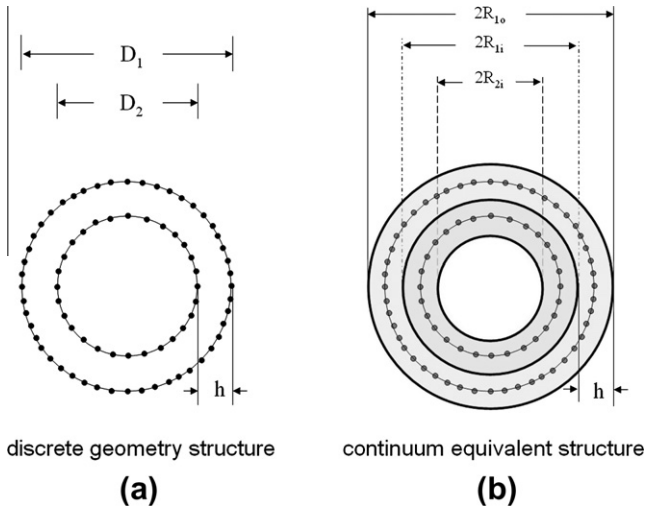 D₁
D₂
h
discrete geometry structure
(a)
2R₁ₒ
2R₁ᵢ
2R₂ᵢ
h
continuum equivalent structure
(b)